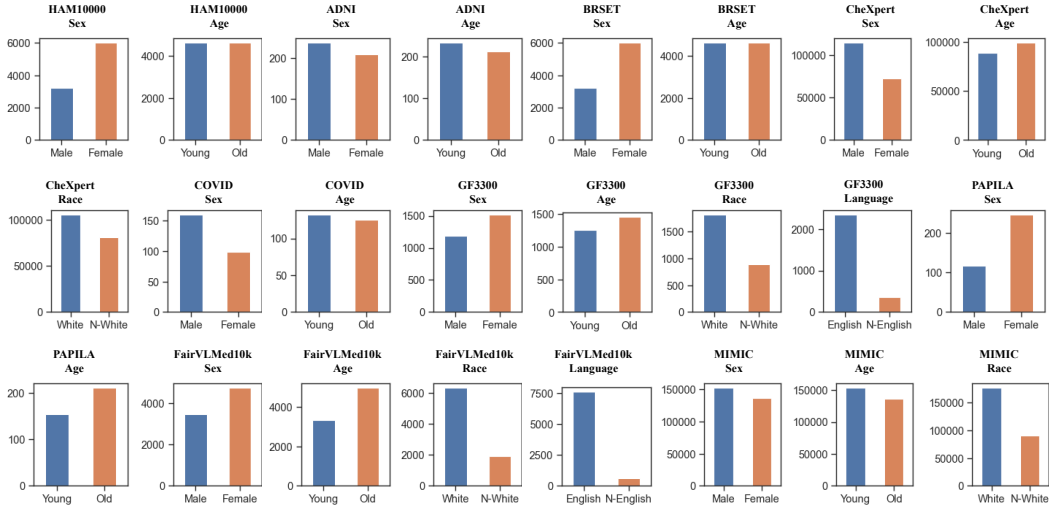 HAM10000
Sex
6000
4000
2000
0
Male Female
HAM10000
Age
4000
2000
0
Young Old
ADNI
Sex
200
100
0
Male Female
ADNI
Age
200
100
0
Young Old
BRSET
Sex
6000
4000
2000
0
Male Female
BRSET
Age
4000
2000
0
Young Old
CheXpert
Sex
100000
50000
0
Male Female
CheXpert
Age
100000
50000
0
Young Old
CheXpert
Race
100000
50000
0
White N-White
COVID
Sex
150
100
50
0
Male Female
COVID
Age
100
50
0
Young Old
GF3300
Sex
1500
1000
500
0
Male Female
GF3300
Age
1500
1000
500
0
Young Old
GF3300
Race
1500
1000
500
0
White N-White
GF3300
Language
2000
1000
0
English N-English
PAPILA
Sex
200
100
0
Male Female
PAPILA
Age
200
100
0
Young Old
FairVLMed10k
Sex
4000
2000
0
Male Female
FairVLMed10k
Age
4000
2000
0
Young Old
FairVLMed10k
Race
6000
4000
2000
0
White N-White
FairVLMed10k
Language
7500
5000
2500
0
English N-English
MIMIC
Sex
150000
100000
50000
0
Male Female
MIMIC
Age
150000
100000
50000
0
Young Old
MIMIC
Race
150000
100000
50000
0
White N-White